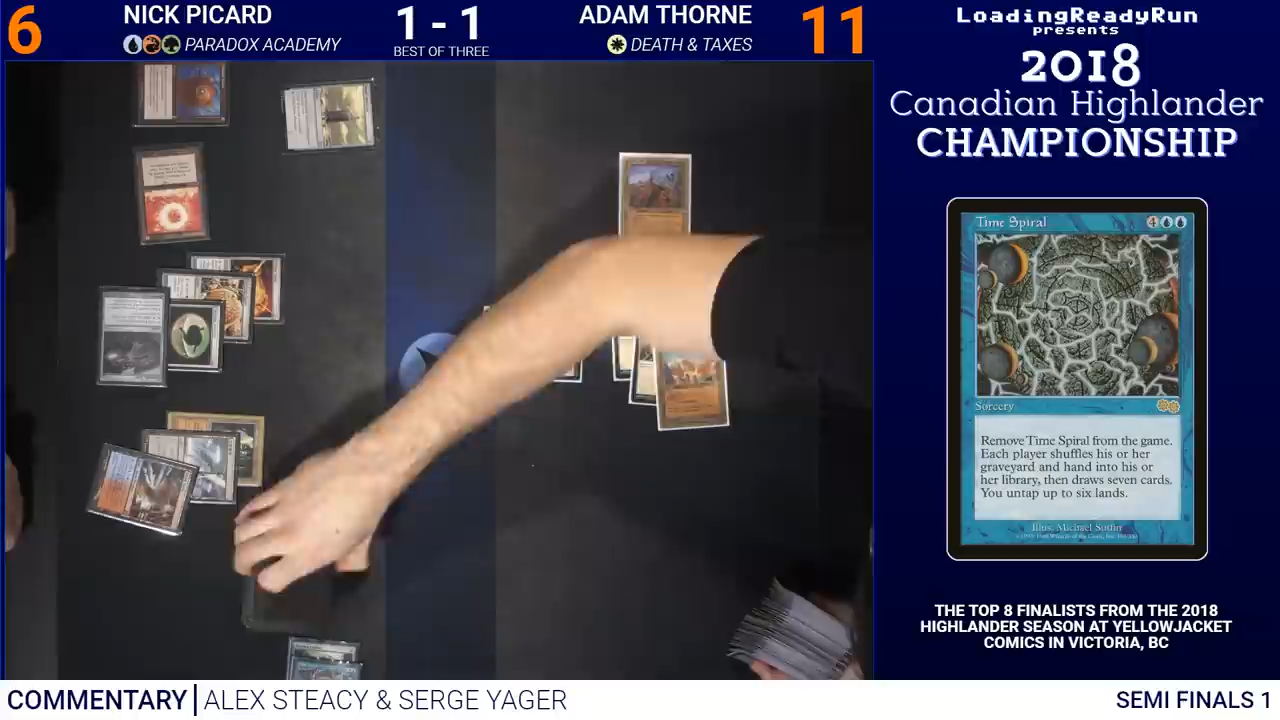 6
NICK PICARD
PARADOX ACADEMY
1 - 1
BEST OF THREE
ADAM THORNE
DEATH & TAXES
11
LoadingReadyRun
presents
2018
Canadian Highlander
CHAMPIONSHIP
Time Spiral 4
Sorcery
Remove Time Spiral from the game.
Each player shuffles his or her
graveyard and hand into his or
her library, then draws seven cards.
You untap up to six lands.
Illus. Michael Sutfin
THE TOP 8 FINALISTS FROM THE 2018
HIGHLANDER SEASON AT YELLOWJACKET
COMICS IN VICTORIA, BC
COMMENTARY | ALEX STEACY & SERGE YAGER
SEMI FINALS 1